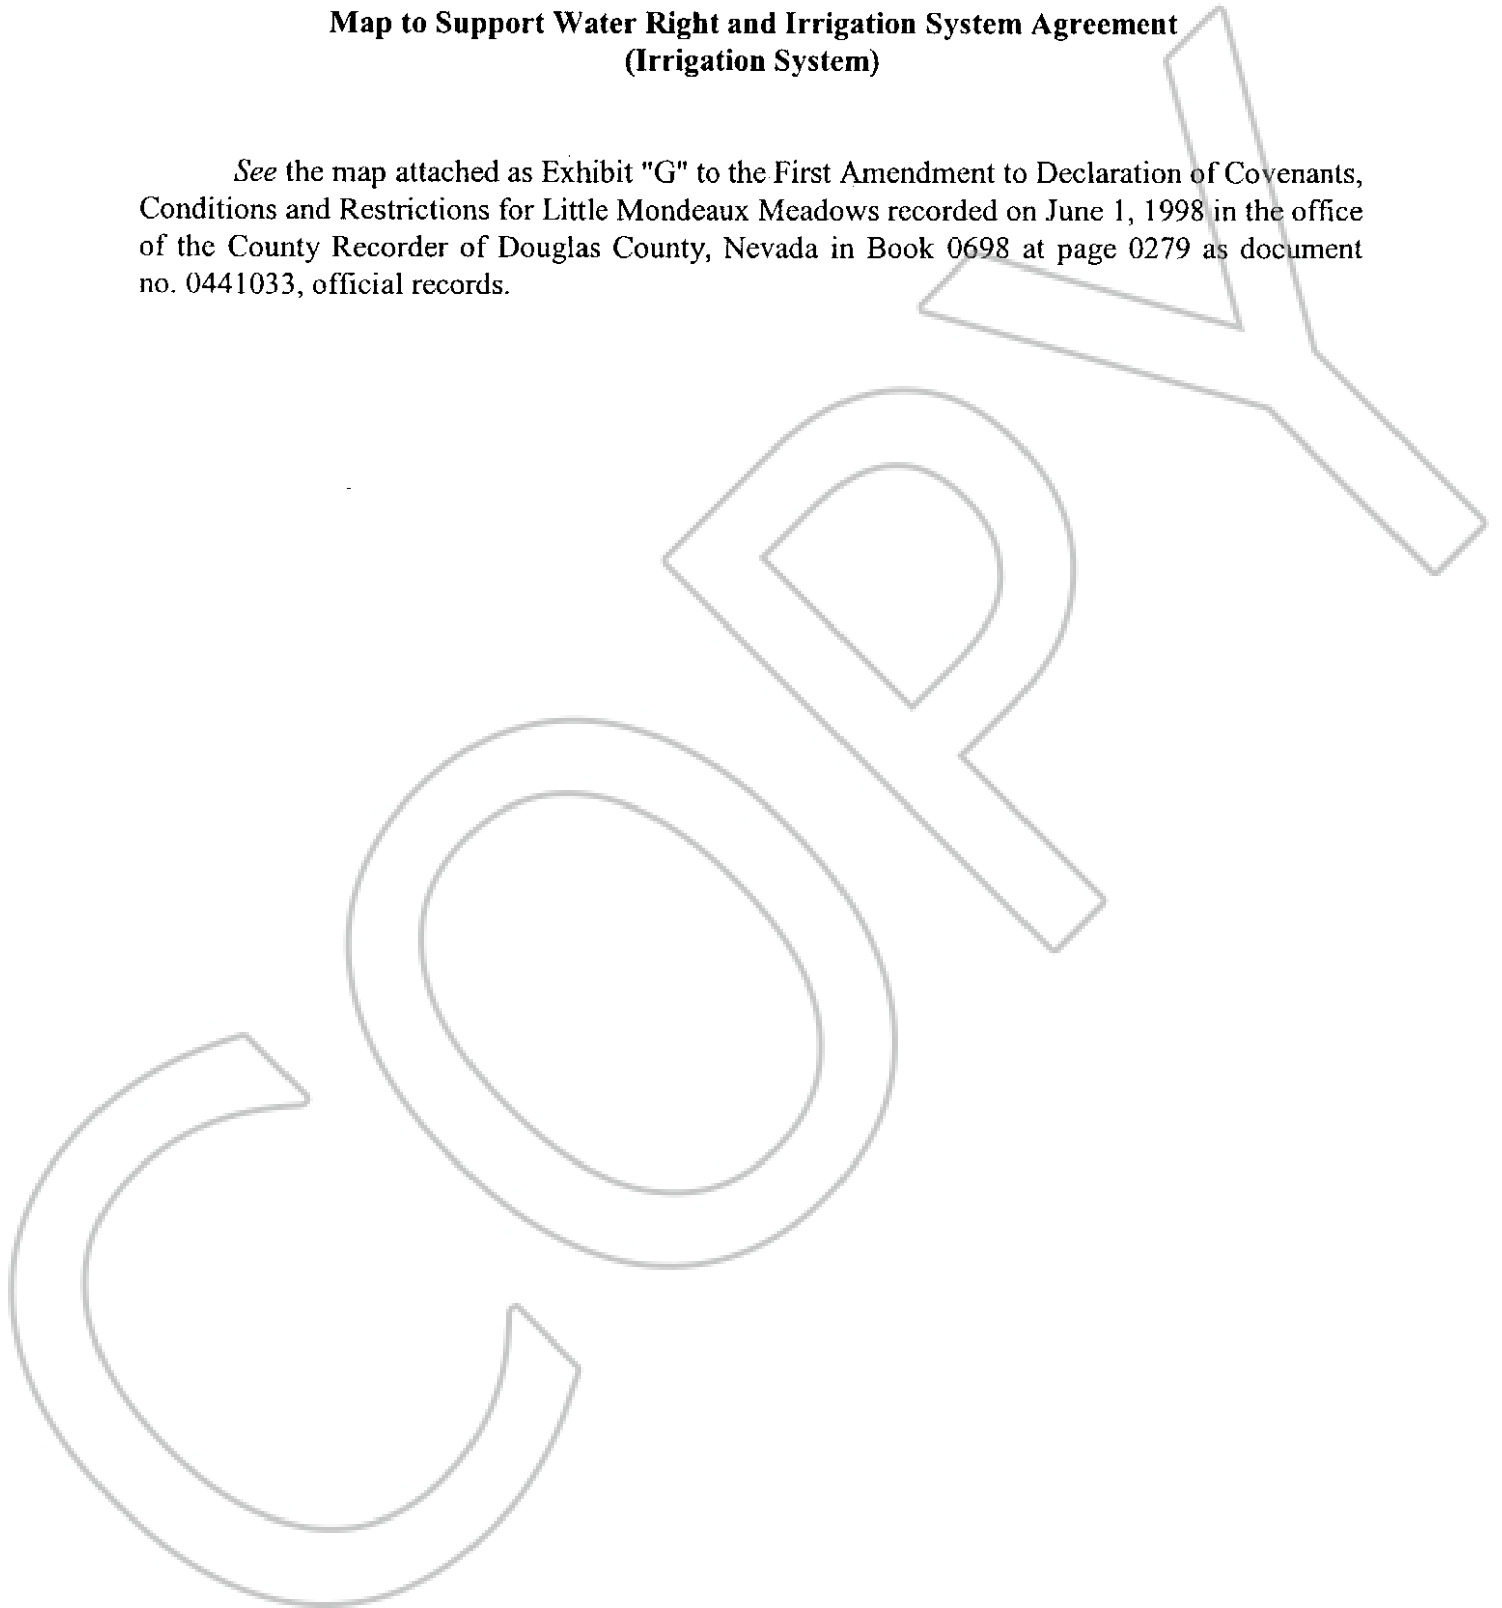 Map to Support Water Right and Irrigation System Agreement
(Irrigation System)
See the map attached as Exhibit "G" to the First Amendment to Declaration of Covenants,
Conditions and Restrictions for Little Mondeaux Meadows recorded on June 1, 1998 in the office
of the County Recorder of Douglas County, Nevada in Book 0698 at page 0279 as document
no. 0441033, official records.
COPY